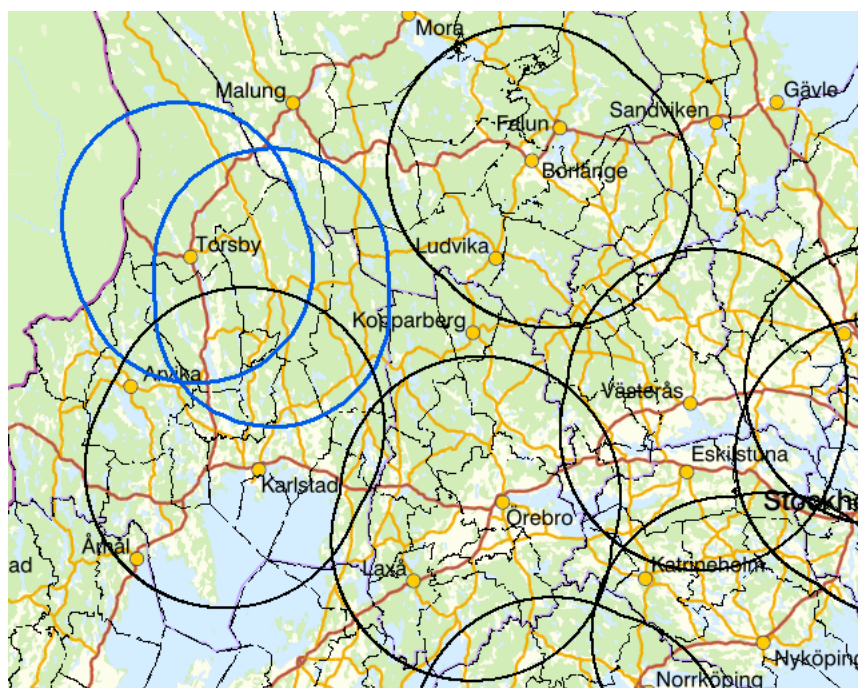 Mora
Malung
Gävle
Sandviken
Falun
Borlänge
Torsby
Ludvika
Kopparberg
Arvika
Västerås
Eskilstuna
Karlstad
Örebro
Stockh
Åmål
ad
Laxå
Katrineholm
Nyköping
Norrköping